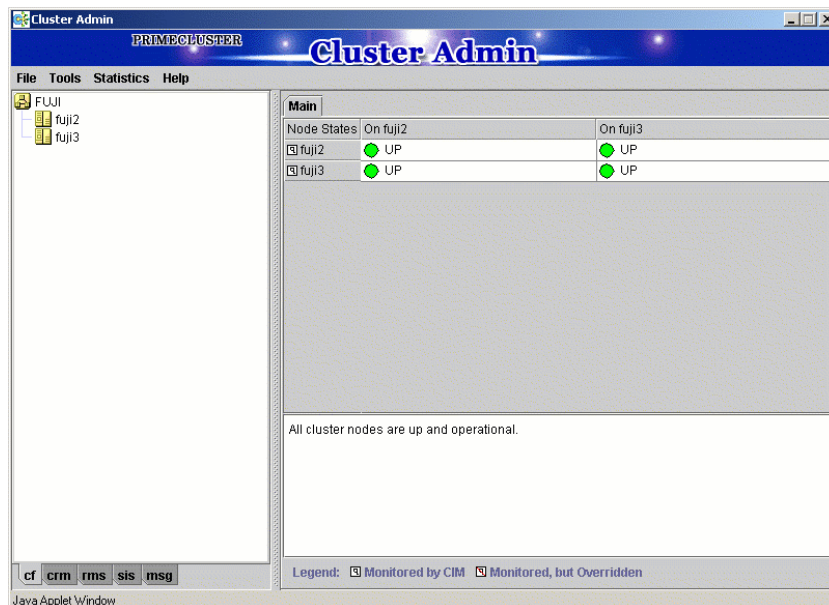 Cluster Admin
PRIMECLUSTER
Cluster Admin
File Tools Statistics Help
FUJI
fuji2
fuji3
Main
Node States On fuji2 On fuji3
fuji2 UP UP
fuji3 UP UP
All cluster nodes are up and operational.
cf crm rms sis msg
Legend: Monitored by CIM Monitored, but Overridden
Java Applet Window